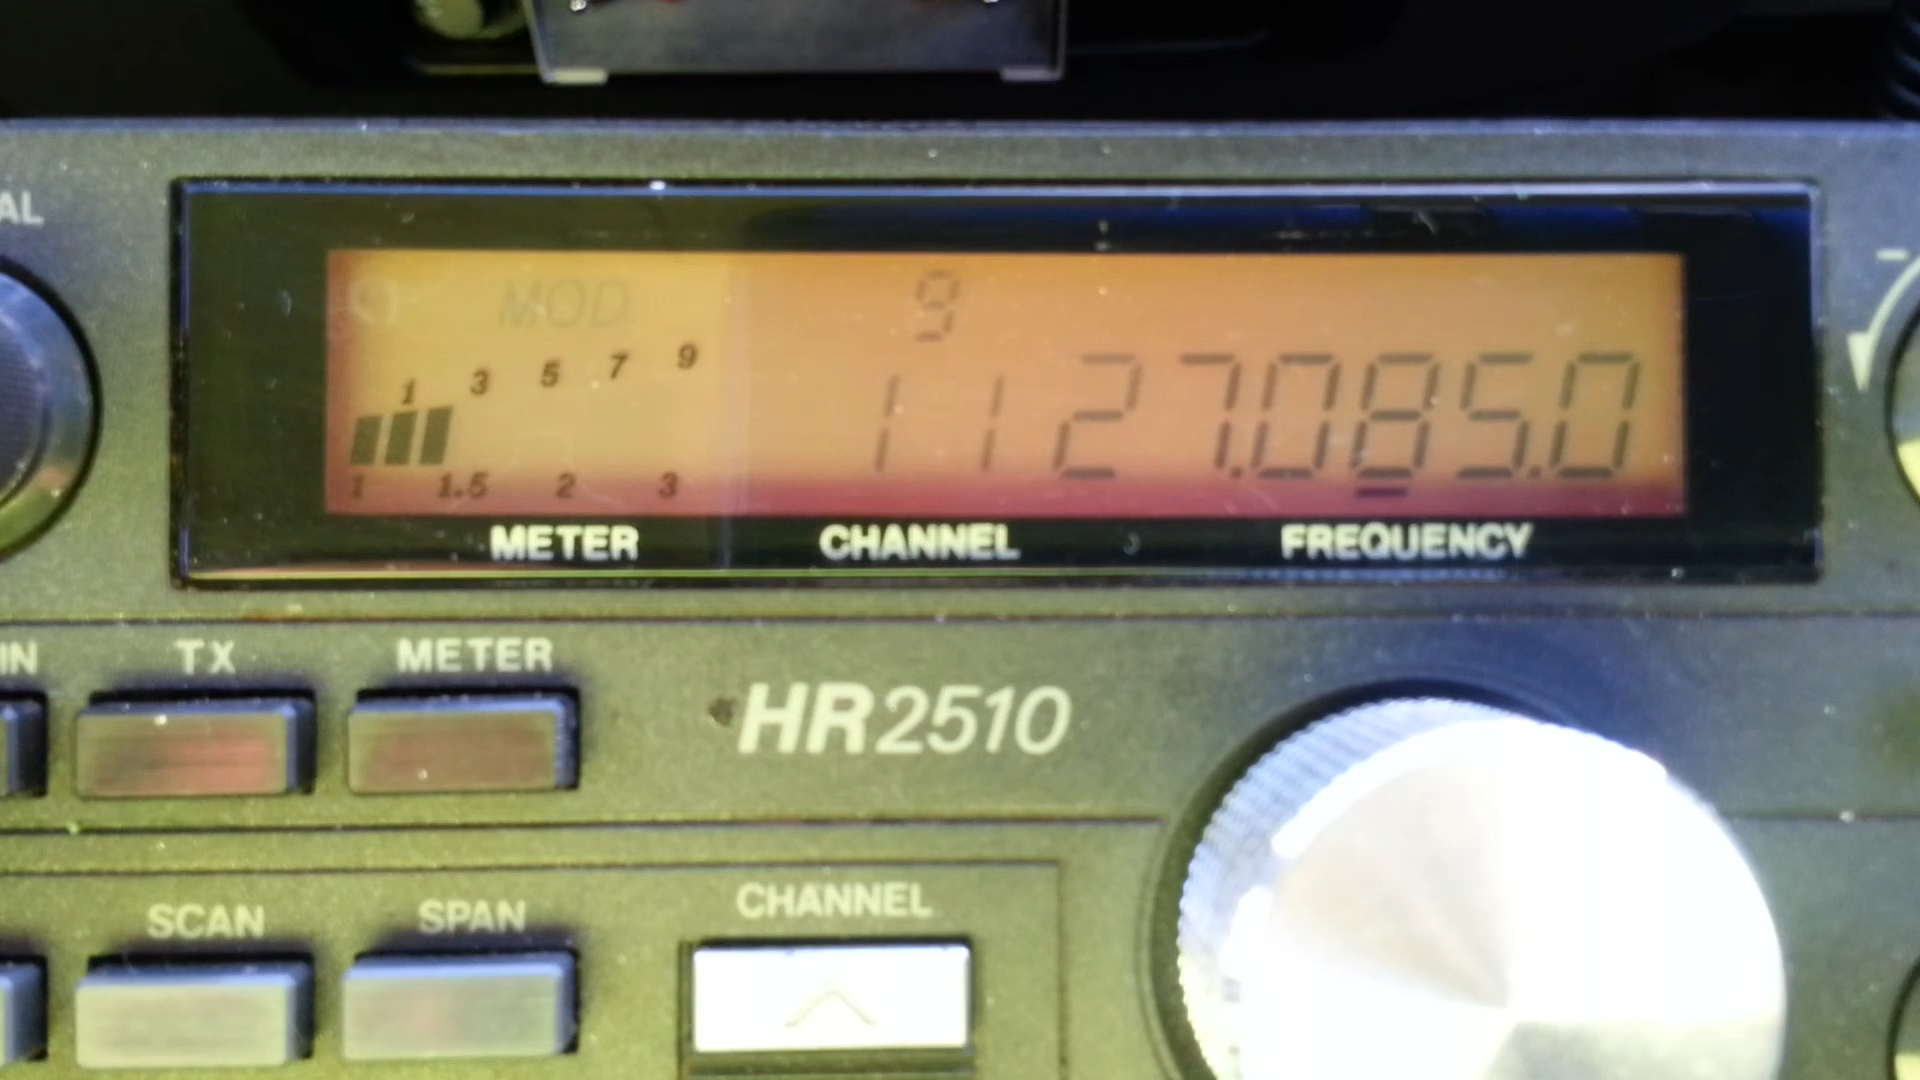 AL
MOD
9
1 3 5 7 9
11 27.085.0
1 1.5 2 3
METER CHANNEL FREQUENCY
IN TX METER
HR2510
SCAN SPAN CHANNEL